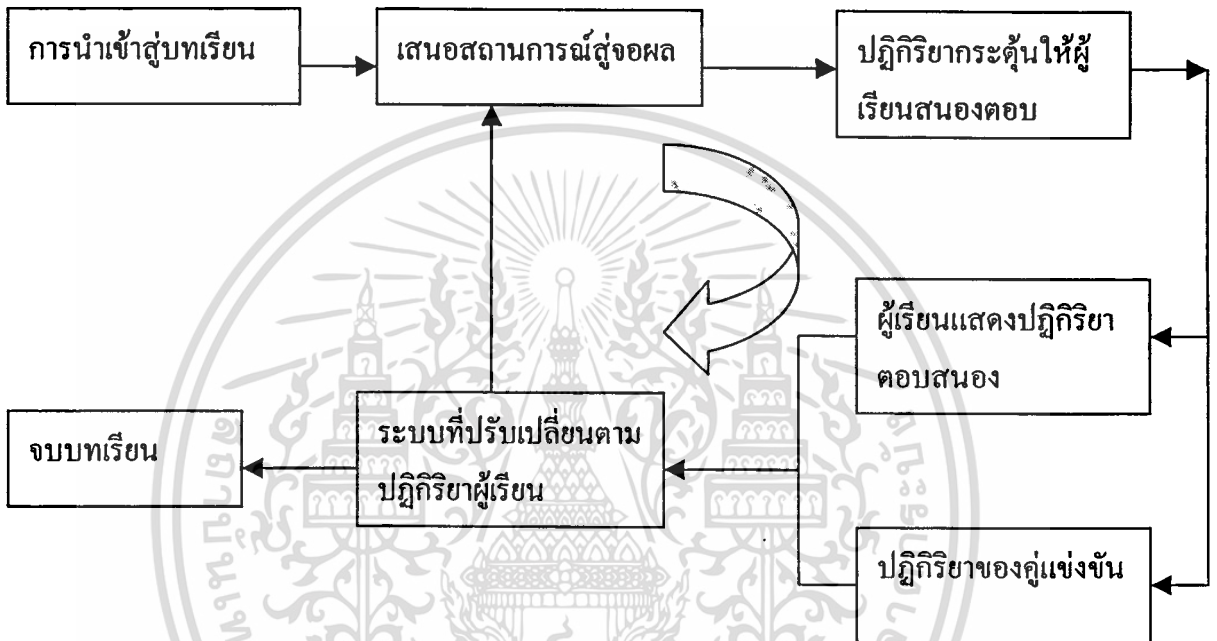 การนำเข้าสู่บทเรียน
เสนอสถานการณ์สู่จอผล
ปฏิกิริยากระตุ้นให้ผู้
เรียนสนองตอบ
ผู้เรียนแสดงปฏิกิริยา
ตอบสนอง
ระบบที่ปรับเปลี่ยนตาม
ปฏิกิริยาผู้เรียน
จบบทเรียน
ปฏิกิริยาของคู่แข่งขัน